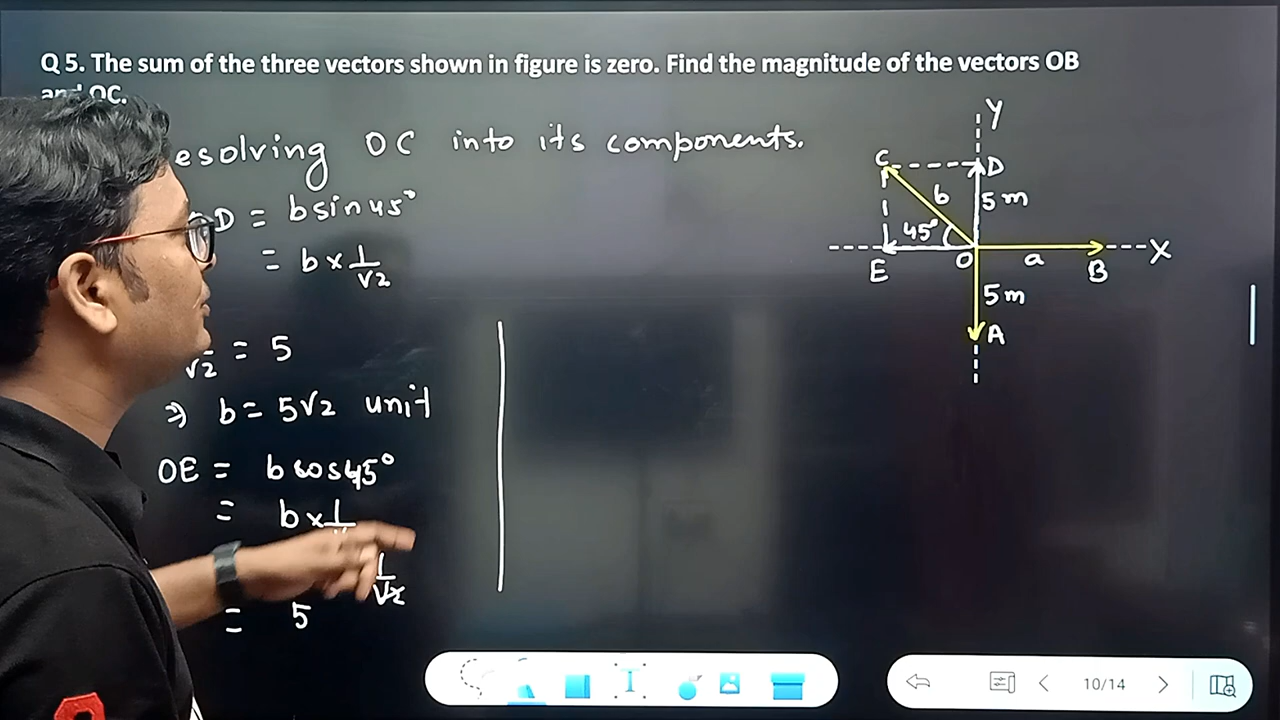 Q 5. The sum of the three vectors shown in figure is zero. Find the magnitude of the vectors OB
OC.
esolving OC into its components.
D = b sin 45°
= b × 1/√2
√2 = 5
⇒ b = 5√2 unit
OE = b cos 45°
= b × 1
1/√2
= 5
Y
C
D
b
5 m
45°
E
O
a
B
X
5 m
A
10/14